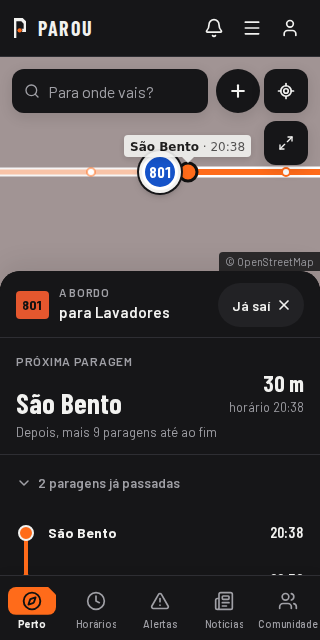 PAROU
Para onde vais?
São Bento · 20:38
801
© OpenStreetMap
801
A BORDO
para Lavadores
Já saí
PRÓXIMA PARAGEM
São Bento
30 m
horário 20:38
Depois, mais 9 paragens até ao fim
2 paragens já passadas
São Bento
20:38
Perto
Horários
Alertas
Notícias
Comunidade